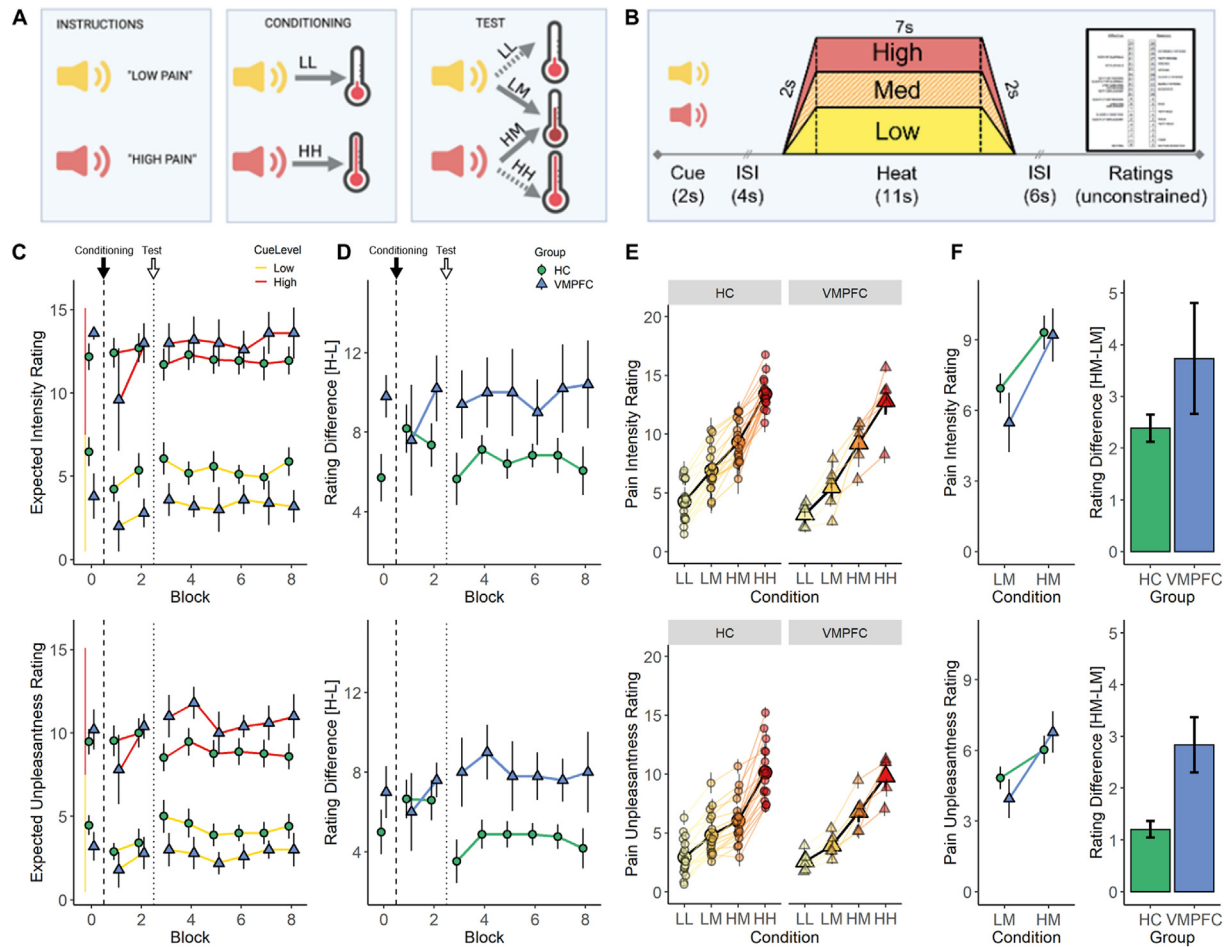 A
INSTRUCTIONS
"LOW PAIN"
"HIGH PAIN"
CONDITIONING
LL
HH
TEST
LL
LM
HM
HH
B
7s
High
Med
Low
2s
2s
Cue
(2s)
ISI
(4s)
Heat
(11s)
ISI
(6s)
Ratings
(unconstrained)
C
Conditioning
Test
CueLevel
Low
High
Expected Intensity Rating
15
10
5
0
0 2 4 6 8
Block
Expected Unpleasantness Rating
15
10
5
0
0 2 4 6 8
Block
D
Conditioning
Test
Group
HC
VMPFC
Rating Difference [H-L]
12
8
4
0 2 4 6 8
Block
Rating Difference [H-L]
12
8
4
0 2 4 6 8
Block
E
HC
VMPFC
Pain Intensity Rating
20
15
10
5
0
LL LM HM HH LL LM HM HH
Condition
HC
VMPFC
Pain Unpleasantness Rating
20
15
10
5
0
LL LM HM HH LL LM HM HH
Condition
F
Pain Intensity Rating
9
6
3
0
LM HM
Condition
Rating Difference [HM-LM]
5
4
3
2
1
0
HC VMPFC
Group
Pain Unpleasantness Rating
9
6
3
0
LM HM
Condition
Rating Difference [HM-LM]
5
4
3
2
1
0
HC VMPFC
Group